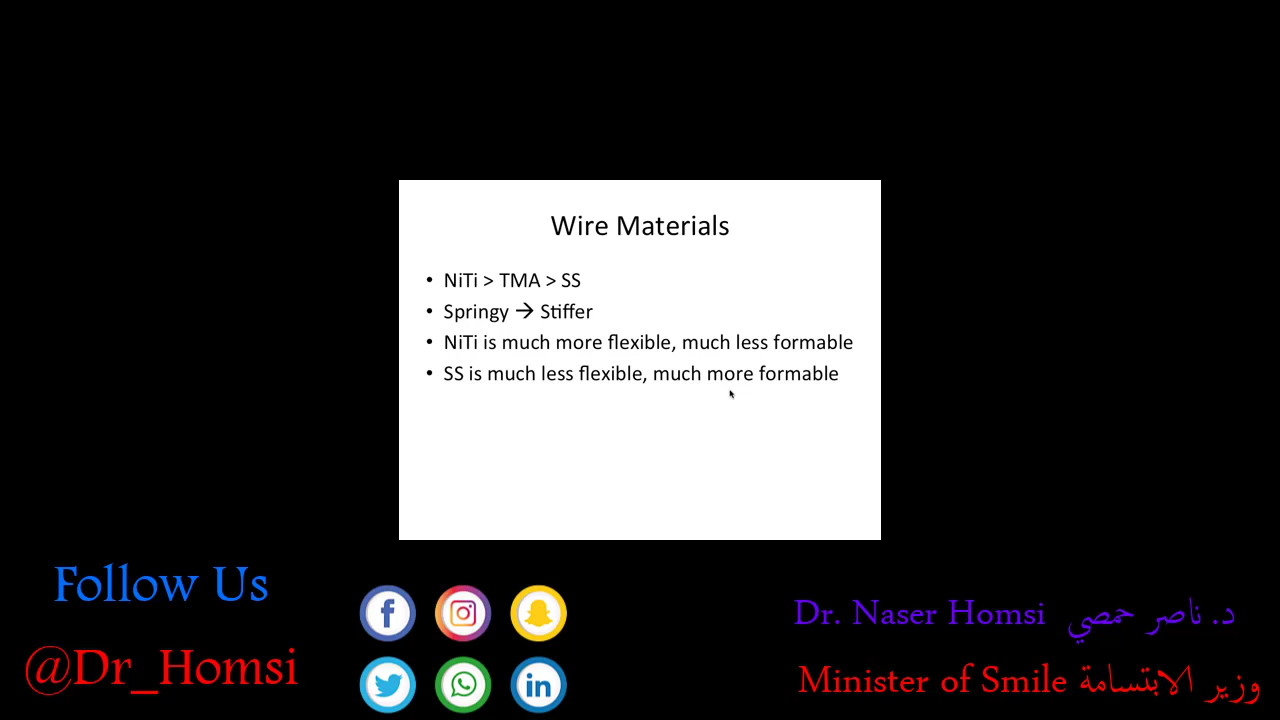 Wire Materials
• NiTi > TMA > SS
• Springy → Stiffer
• NiTi is much more flexible, much less formable
• SS is much less flexible, much more formable
Follow Us
@Dr_Homsi
Dr. Naser Homsi د. ناصر حمصي
Minister of Smile وزير الابتسامة